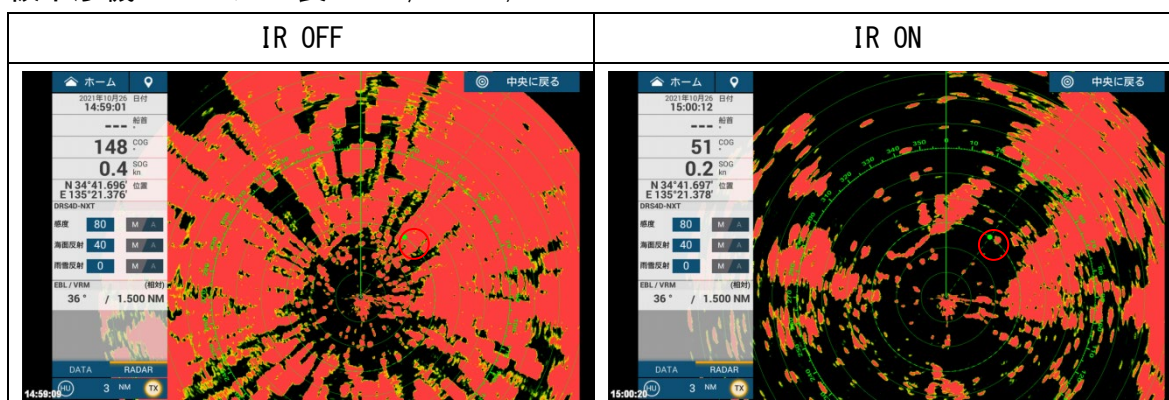 IR OFF
IR ON
ホーム
中央に戻る
2021年10月26 日付
14:59:01
--- 船首
148 COG
0.4 SOG
kn
N 34°41.696' 位置
E 135°21.376'
DRS4D-NXT
感度 80 M A
海面反射 40 M A
雨雪反射 0 M A
EBL/VRM (相対)
36° / 1.500 NM
DATA RADAR
HU 3 NM TX
14:59:09
ホーム
中央に戻る
2021年10月26 日付
15:00:12
--- 船首
51 COG
0.2 SOG
kn
N 34°41.697' 位置
E 135°21.378'
DRS4D-NXT
感度 80 M A
海面反射 40 M A
雨雪反射 0 M A
EBL/VRM (相対)
36° / 1.500 NM
DATA RADAR
HU 3 NM TX
15:00:20
340 350 0 10